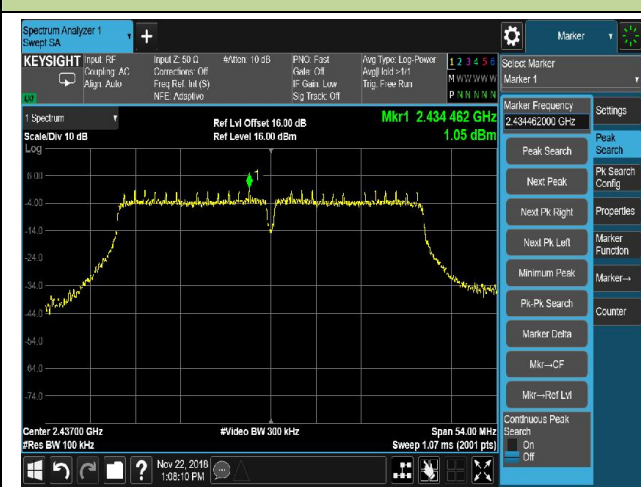 Spectrum Analyzer 1
Swept SA
+
Marker
KEYSIGHT
Input: RF
Coupling: AC
Align: Auto
Input Z: 50 Ω
Corrections: Off
Freq Ref: Int (S)
NFE: Adaptive
#Atten: 10 dB
PNO: Fast
Gate: Off
IF Gain: Low
Sig Track: Off
Avg Type: Log-Power
Avg|Hold >1/1
Trig: Free Run
1 2 3 4 5 6
M W W W W W
P N N N N N
Select Marker
Marker 1
1 Spectrum
Scale/Div 10 dB
Log
Ref Lvl Offset 16.00 dB
Ref Level 16.00 dBm
Mkr1 2.434 462 GHz
1.05 dBm
1
6.00
-4.00
-14.0
-24.0
-34.0
-44.0
-54.0
-64.0
-74.0
Center 2.43700 GHz
#Res BW 100 kHz
#Video BW 300 kHz
Span 54.00 MHz
Sweep 1.07 ms (2001 pts)
Marker Frequency
2.434462000 GHz
Peak Search
Next Peak
Next Pk Right
Next Pk Left
Minimum Peak
Pk-Pk Search
Marker Delta
Mkr→CF
Mkr→Ref Lvl
Continuous Peak
Search
On
Off
Settings
Peak
Search
Pk Search
Config
Properties
Marker
Function
Marker→
Counter
?
Nov 22, 2018
1:08:10 PM